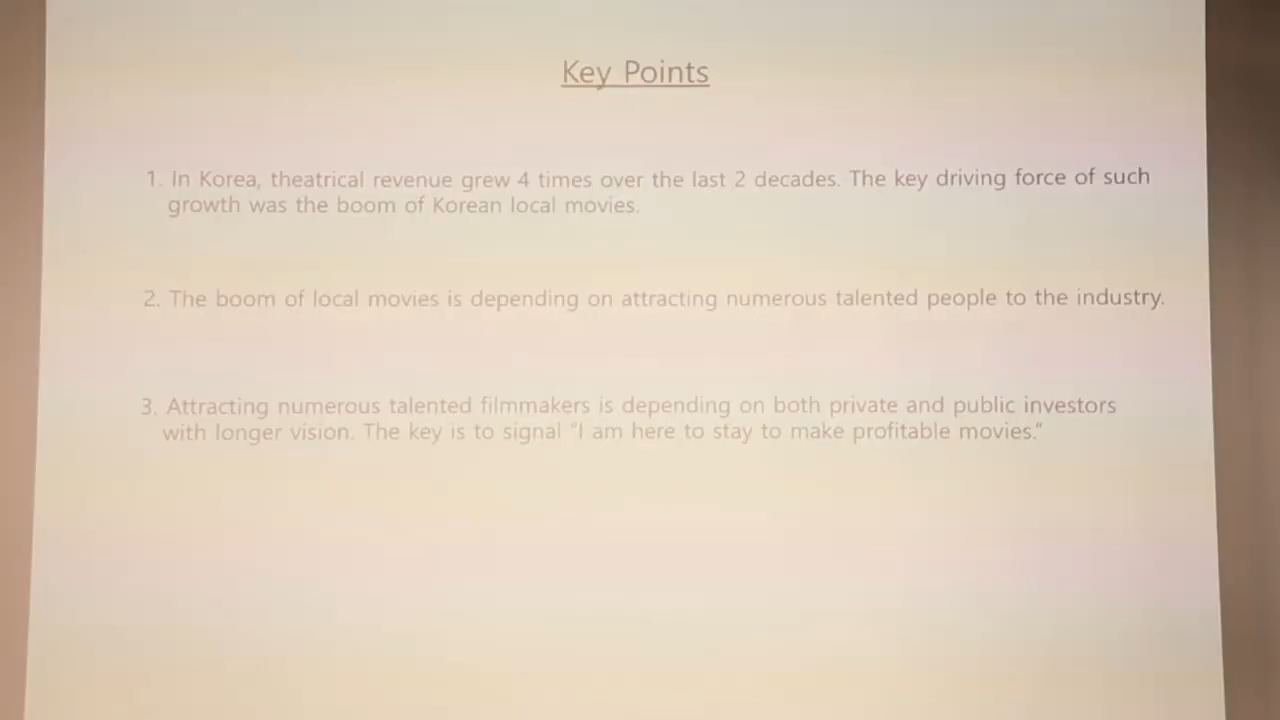 Key Points
1. In Korea, theatrical revenue grew 4 times over the last 2 decades. The key driving force of such
growth was the boom of Korean local movies.
2. The boom of local movies is depending on attracting numerous talented people to the industry.
3. Attracting numerous talented filmmakers is depending on both private and public investors
with longer vision. The key is to signal "I am here to stay to make profitable movies."